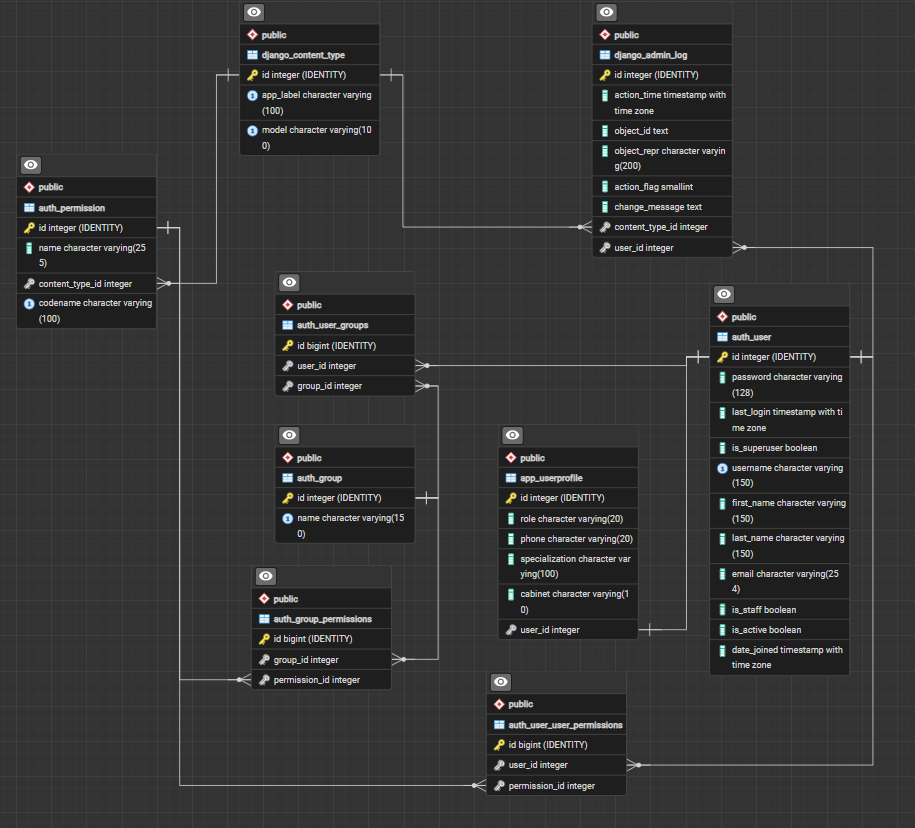 public
django_content_type
id integer (IDENTITY)
app_label character varying
(100)
model character varying(10
0)
public
django_admin_log
id integer (IDENTITY)
action_time timestamp with
time zone
object_id text
object_repr character varyin
g(200)
action_flag smallint
change_message text
content_type_id integer
user_id integer
public
auth_permission
id integer (IDENTITY)
name character varying(25
5)
content_type_id integer
codename character varying
(100)
public
auth_user_groups
id bigint (IDENTITY)
user_id integer
group_id integer
public
auth_user
id integer (IDENTITY)
password character varying
(128)
last_login timestamp with ti
me zone
is_superuser boolean
username character varying
(150)
first_name character varying
(150)
last_name character varying
(150)
email character varying(25
4)
is_staff boolean
is_active boolean
date_joined timestamp with
time zone
public
auth_group
id integer (IDENTITY)
name character varying(15
0)
public
app_userprofile
id integer (IDENTITY)
role character varying(20)
phone character varying(20)
specialization character var
ying(100)
cabinet character varying(1
0)
user_id integer
public
auth_group_permissions
id bigint (IDENTITY)
group_id integer
permission_id integer
public
auth_user_user_permissions
id bigint (IDENTITY)
user_id integer
permission_id integer